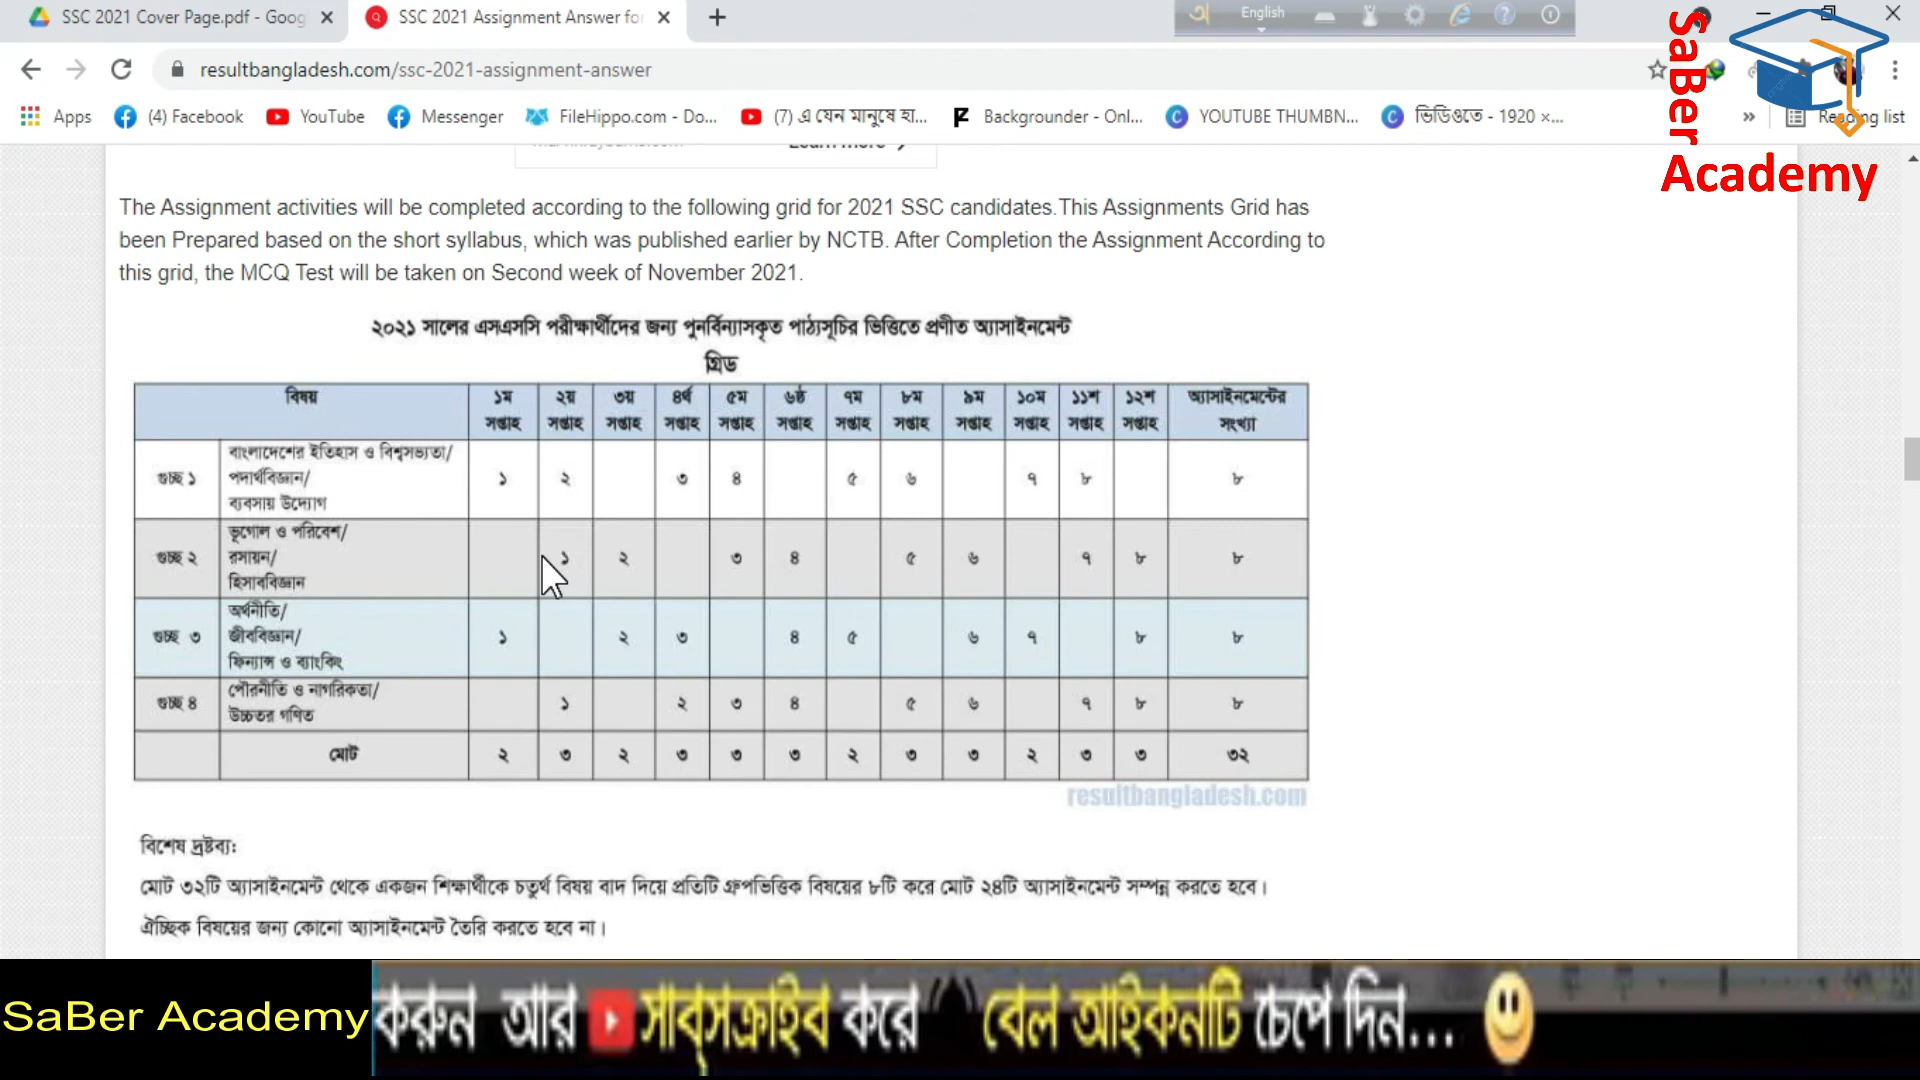 SSC 2021 Cover Page.pdf - Goog
SSC 2021 Assignment Answer for
English
resultbangladesh.com/ssc-2021-assignment-answer
Apps
(4) Facebook
YouTube
Messenger
FileHippo.com - Do...
(7) এ যেন মানুষে হা...
Backgrounder - Onl...
YOUTUBE THUMBN...
ভিডিওতে - 1920 ×...
Reading list
SaBer
Academy
Learn more
The Assignment activities will be completed according to the following grid for 2021 SSC candidates.This Assignments Grid has
been Prepared based on the short syllabus, which was published earlier by NCTB. After Completion the Assignment According to
this grid, the MCQ Test will be taken on Second week of November 2021.
২০২১ সালের এসএসসি পরীক্ষার্থীদের জন্য পুনর্বিন্যাসকৃত পাঠ্যসূচির ভিত্তিতে প্রণীত অ্যাসাইনমেন্ট
গ্রিড
বিষয় ১ম সপ্তাহ ২য় সপ্তাহ ৩য় সপ্তাহ ৪র্থ সপ্তাহ ৫ম সপ্তাহ ৬ষ্ঠ সপ্তাহ ৭ম সপ্তাহ ৮ম সপ্তাহ ৯ম সপ্তাহ ১০ম সপ্তাহ ১১শ সপ্তাহ ১২শ সপ্তাহ অ্যাসাইনমেন্টের সংখ্যা
বাংলাদেশের ইতিহাস ও বিশ্বসভ্যতা/
গুচ্ছ ১ পদার্থবিজ্ঞান/ ১ ২ ৩ ৪ ৫ ৬ ৭ ৮ ৮
ব্যবসায় উদ্যোগ
ভূগোল ও পরিবেশ/
গুচ্ছ ২ রসায়ন/ ১ ২ ৩ ৪ ৫ ৬ ৭ ৮ ৮
হিসাববিজ্ঞান
অর্থনীতি/
গুচ্ছ ৩ জীববিজ্ঞান/ ১ ২ ৩ ৪ ৫ ৬ ৭ ৮ ৮
ফিন্যান্স ও ব্যাংকিং
পৌরনীতি ও নাগরিকতা/
গুচ্ছ ৪ ১ ২ ৩ ৪ ৫ ৬ ৭ ৮ ৮
উচ্চতর গণিত
মোট ২ ৩ ২ ৩ ৩ ৩ ২ ৩ ৩ ২ ৩ ৩ ৩২
resultbangladesh.com
বিশেষ দ্রষ্টব্য:
মোট ৩২টি অ্যাসাইনমেন্ট থেকে একজন শিক্ষার্থীকে চতুর্থ বিষয় বাদ দিয়ে প্রতিটি গ্রুপভিত্তিক বিষয়ের ৮টি করে মোট ২৪টি অ্যাসাইনমেন্ট সম্পন্ন করতে হবে।
ঐচ্ছিক বিষয়ের জন্য কোনো অ্যাসাইনমেন্ট তৈরি করতে হবে না।
SaBer Academy
করুন আর সাবস্ক্রাইব করে বেল আইকনটি চেপে দিন...